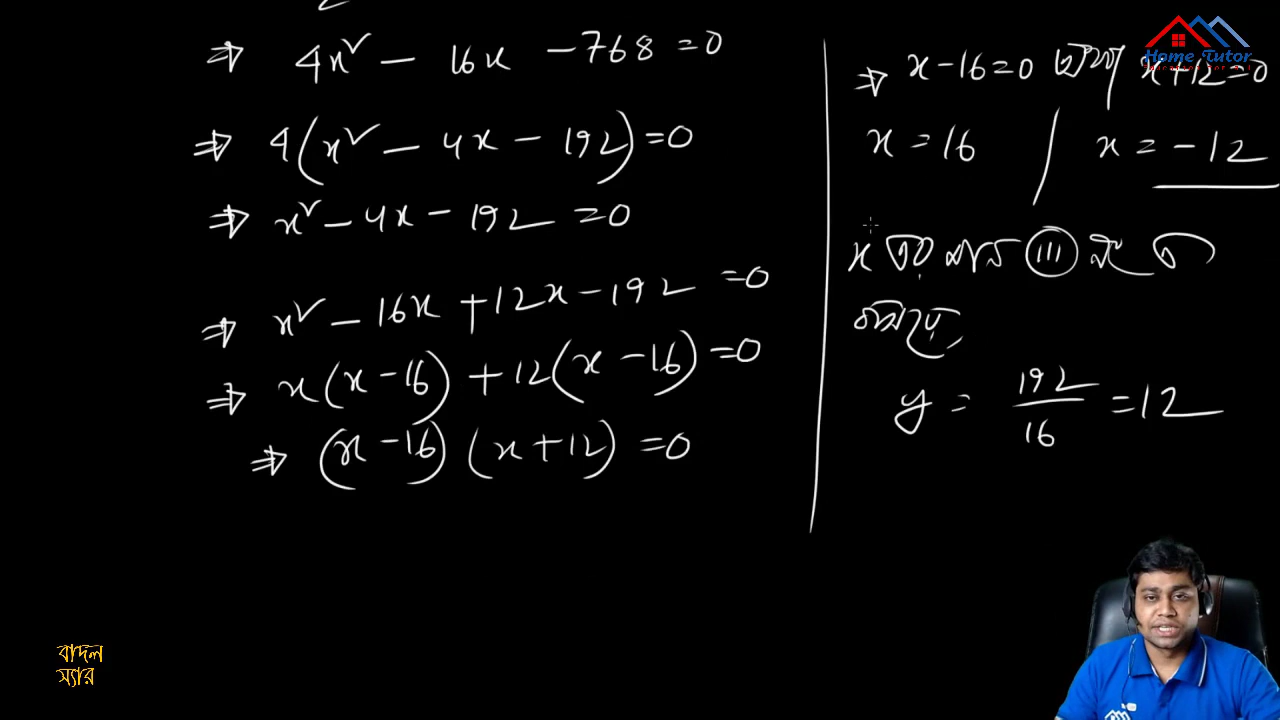 Home Tutor
⇒ 4x² - 16x - 768 = 0
⇒ 4(x² - 4x - 192) = 0
⇒ x² - 4x - 192 = 0
⇒ x² - 16x + 12x - 192 = 0
⇒ x(x - 16) + 12(x - 16) = 0
⇒ (x - 16) (x + 12) = 0
⇒ x - 16 = 0 অথবা x + 12 = 0
x = 16 / x = -12
x এর মান (iii) নং এ
বসিয়ে,
y = 192/16 = 12
বাদল
স্যার